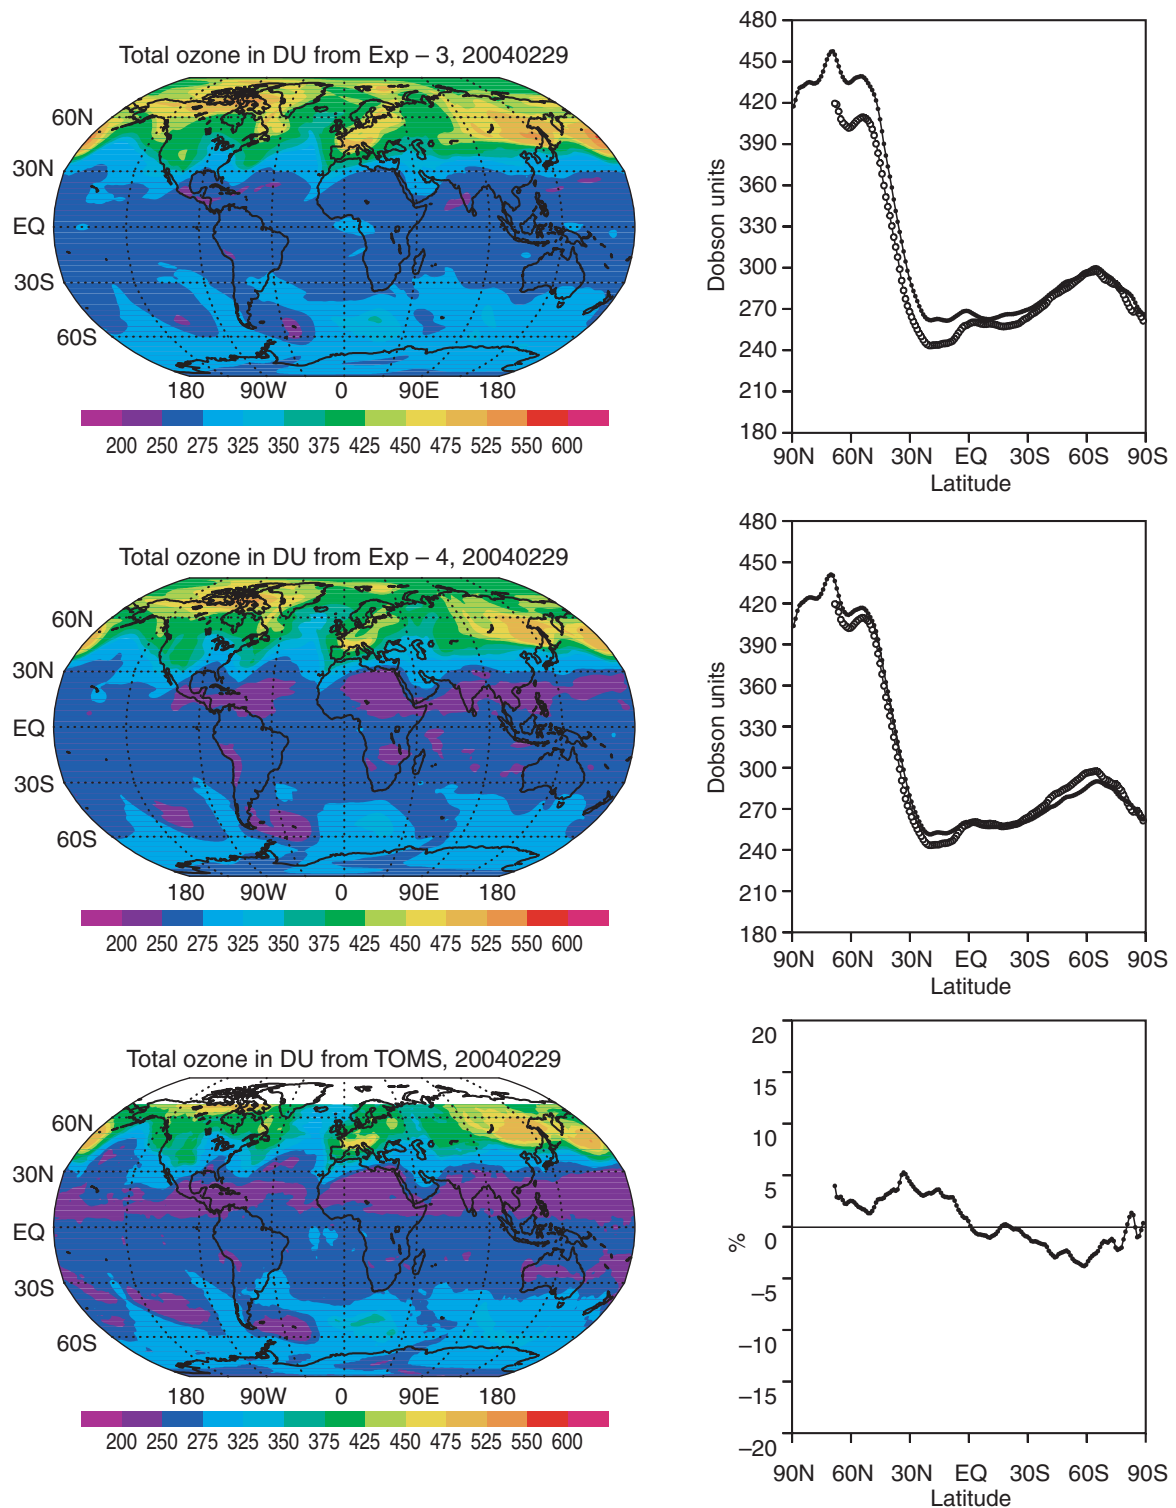 Total ozone in DU from Exp – 3, 20040229
60N
30N
EQ
30S
60S
180 90W 0 90E 180
200 250 275 325 350 375 425 450 475 525 550 600
480
450
420
390
360
330
300
270
240
210
180
Dobson units
90N 60N 30N EQ 30S 60S 90S
Latitude
Total ozone in DU from Exp – 4, 20040229
60N
30N
EQ
30S
60S
180 90W 0 90E 180
200 250 275 325 350 375 425 450 475 525 550 600
480
450
420
390
360
330
300
270
240
210
180
Dobson units
90N 60N 30N EQ 30S 60S 90S
Latitude
Total ozone in DU from TOMS, 20040229
60N
30N
EQ
30S
60S
180 90W 0 90E 180
200 250 275 325 350 375 425 450 475 525 550 600
20
15
10
5
0
–5
–10
–15
–20
%
90N 60N 30N EQ 30S 60S 90S
Latitude